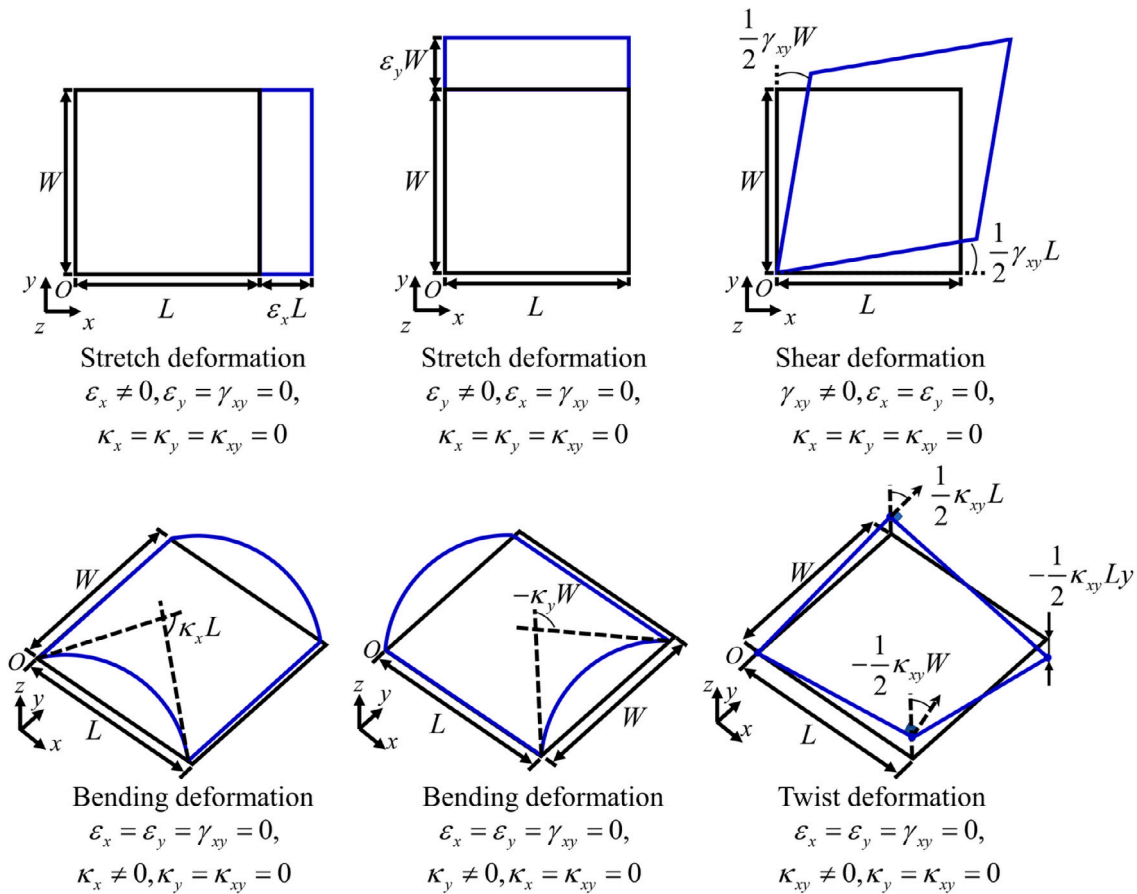 ε_y W
W
O
y
z
x
L
ε_x L
Stretch deformation
ε_x ≠ 0, ε_y = γ_xy = 0,
κ_x = κ_y = κ_xy = 0
W
O
y
z
x
L
Stretch deformation
ε_y ≠ 0, ε_x = γ_xy = 0,
κ_x = κ_y = κ_xy = 0
1/2 γ_xy W
W
1/2 γ_xy L
O
y
z
x
L
Shear deformation
γ_xy ≠ 0, ε_x = ε_y = 0,
κ_x = κ_y = κ_xy = 0
W
κ_x L
O
z
y
x
L
Bending deformation
ε_x = ε_y = γ_xy = 0,
κ_x ≠ 0, κ_y = κ_xy = 0
-κ_y W
O
z
y
x
L
W
Bending deformation
ε_x = ε_y = γ_xy = 0,
κ_y ≠ 0, κ_x = κ_xy = 0
1/2 κ_xy L
W
-1/2 κ_xy Ly
O
-1/2 κ_xy W
z
y
x
L
Twist deformation
ε_x = ε_y = γ_xy = 0,
κ_xy ≠ 0, κ_y = κ_x = 0